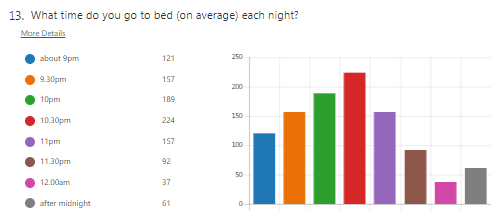 13. What time do you go to bed (on average) each night?
More Details
about 9pm 121
9.30pm 157
10pm 189
10.30pm 224
11pm 157
11.30pm 92
12.00am 37
after midnight 61
250
200
150
100
50
0